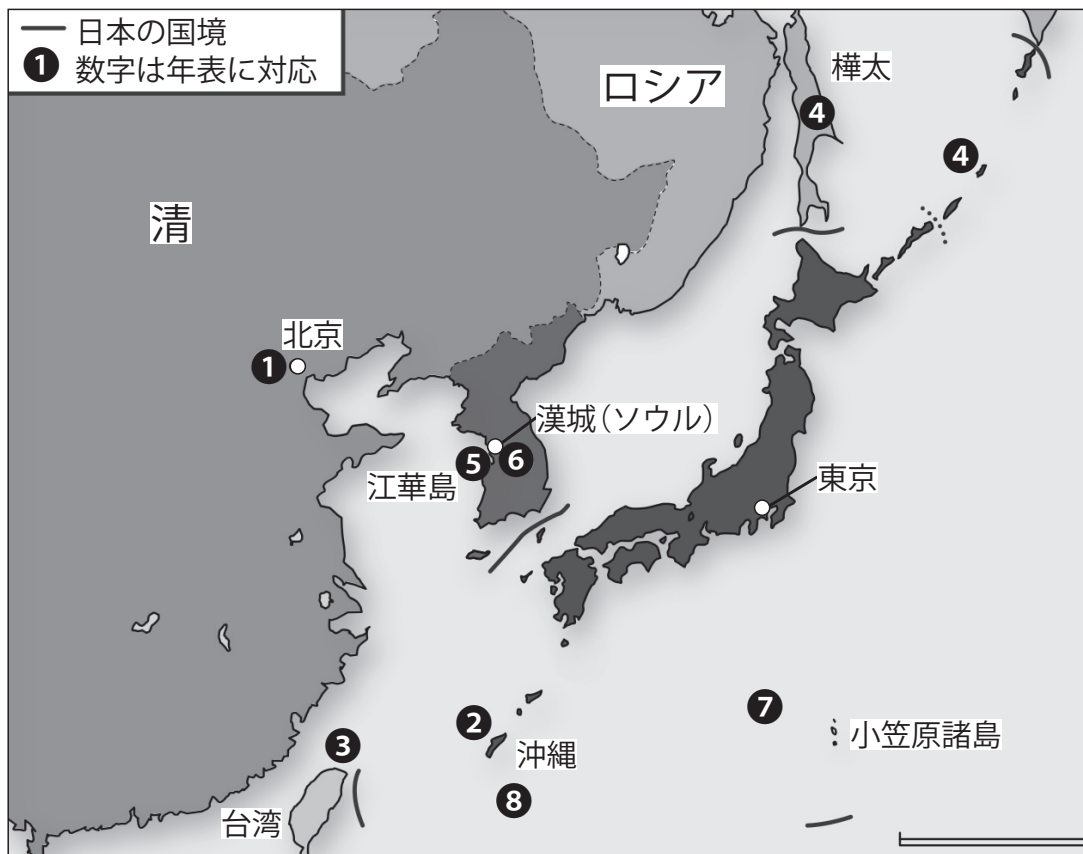 日本の国境
❶ 数字は年表に対応
ロシア
樺太
❹
❹
清
北京
❶
漢城(ソウル)
❺ ❻
江華島
東京
❷
沖縄
❼
小笠原諸島
❸
❽
台湾